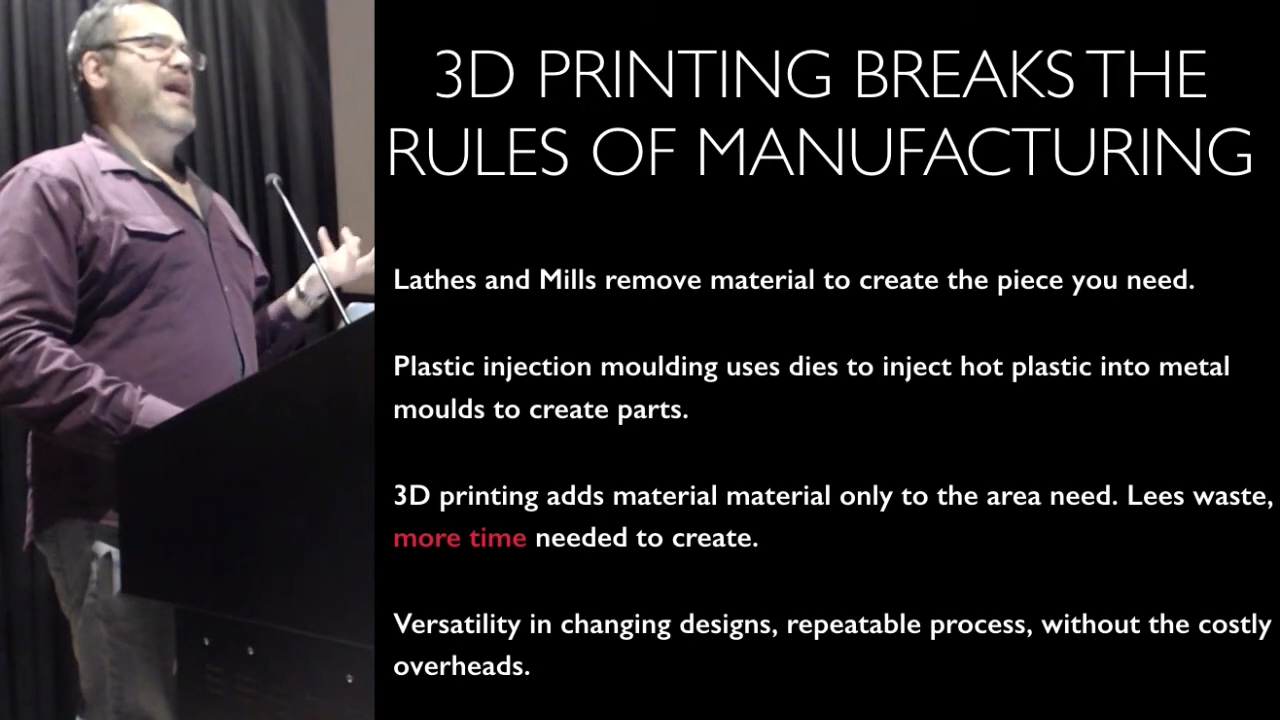 3D PRINTING BREAKS THE
RULES OF MANUFACTURING
Lathes and Mills remove material to create the piece you need.
Plastic injection moulding uses dies to inject hot plastic into metal
moulds to create parts.
3D printing adds material material only to the area need. Lees waste,
more time needed to create.
Versatility in changing designs, repeatable process, without the costly
overheads.